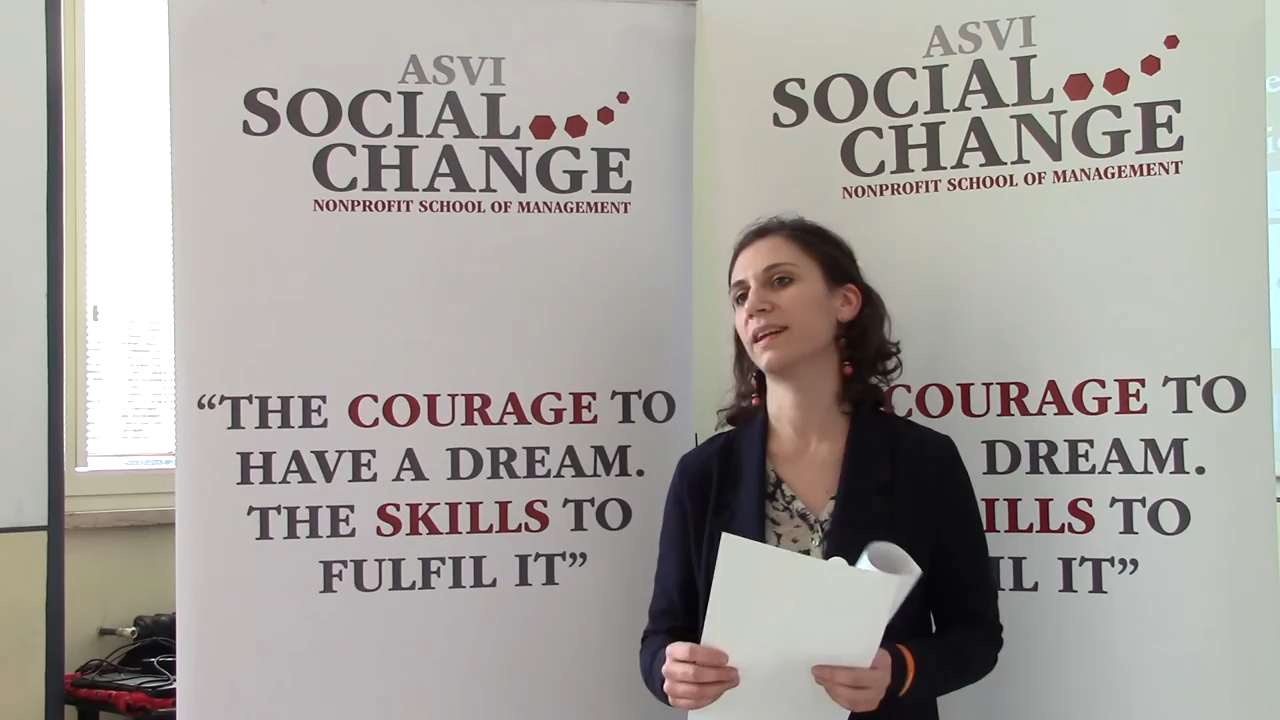 ASVI
SOCIAL
CHANGE
NONPROFIT SCHOOL OF MANAGEMENT
“THE COURAGE TO
HAVE A DREAM.
THE SKILLS TO
FULFIL IT”
ASVI
SOCIAL
CHANGE
NONPROFIT SCHOOL OF MANAGEMENT
COURAGE TO
DREAM.
ILLS TO
IL IT”